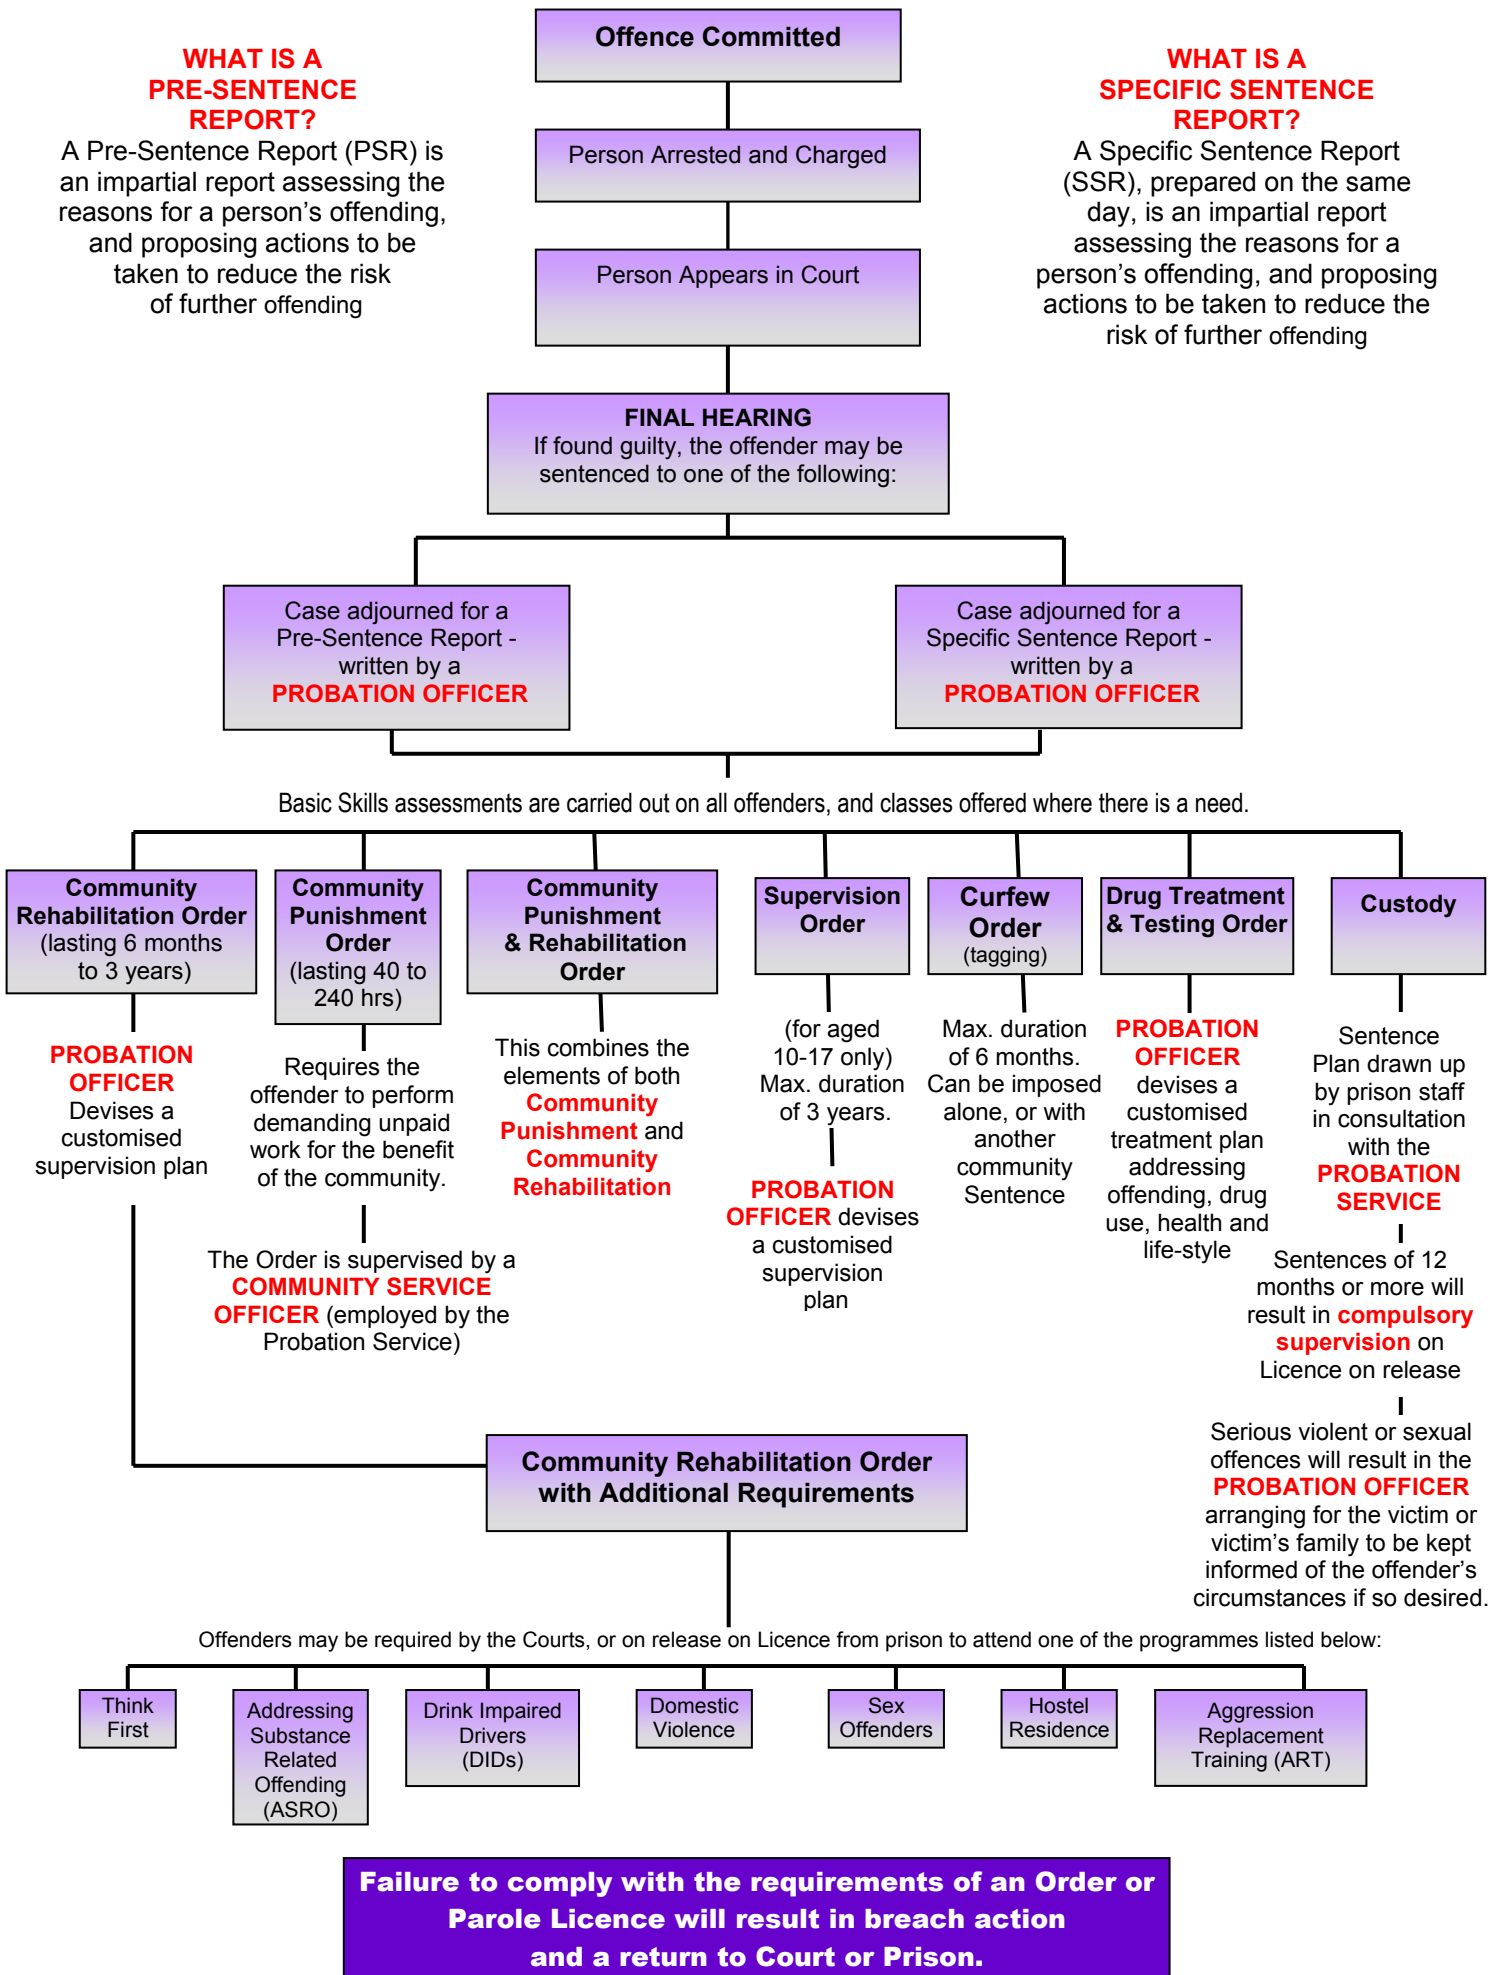 Offence Committed
WHAT IS A
PRE-SENTENCE
REPORT?
A Pre-Sentence Report (PSR) is
an impartial report assessing the
reasons for a person's offending,
and proposing actions to be
taken to reduce the risk
of further offending
WHAT IS A
SPECIFIC SENTENCE
REPORT?
A Specific Sentence Report
(SSR), prepared on the same
day, is an impartial report
assessing the reasons for a
person's offending, and proposing
actions to be taken to reduce the
risk of further offending
Person Arrested and Charged
Person Appears in Court
FINAL HEARING
If found guilty, the offender may be
sentenced to one of the following:
Case adjourned for a
Pre-Sentence Report -
written by a
PROBATION OFFICER
Case adjourned for a
Specific Sentence Report -
written by a
PROBATION OFFICER
Basic Skills assessments are carried out on all offenders, and classes offered where there is a need.
Community
Rehabilitation Order
(lasting 6 months
to 3 years)
PROBATION
OFFICER
Devises a
customised
supervision plan
Community
Punishment
Order
(lasting 40 to
240 hrs)
Requires the
offender to perform
demanding unpaid
work for the benefit
of the community.
The Order is supervised by a
COMMUNITY SERVICE
OFFICER (employed by the
Probation Service)
Community
Punishment
& Rehabilitation
Order
This combines the
elements of both
Community
Punishment and
Community
Rehabilitation
Supervision
Order
(for aged
10-17 only)
Max. duration
of 3 years.
PROBATION
OFFICER devises
a customised
supervision
plan
Curfew
Order
(tagging)
Max. duration
of 6 months.
Can be imposed
alone, or with
another
community
Sentence
Drug Treatment
& Testing Order
PROBATION
OFFICER
devises a
customised
treatment plan
addressing
offending, drug
use, health and
life-style
Custody
Sentence
Plan drawn up
by prison staff
in consultation
with the
PROBATION
SERVICE
Sentences of 12
months or more will
result in compulsory
supervision on
Licence on release
Serious violent or sexual
offences will result in the
PROBATION OFFICER
arranging for the victim or
victim's family to be kept
informed of the offender's
circumstances if so desired.
Community Rehabilitation Order
with Additional Requirements
Offenders may be required by the Courts, or on release on Licence from prison to attend one of the programmes listed below:
Think
First
Addressing
Substance
Related
Offending
(ASRO)
Drink Impaired
Drivers
(DIDs)
Domestic
Violence
Sex
Offenders
Hostel
Residence
Aggression
Replacement
Training (ART)
Failure to comply with the requirements of an Order or
Parole Licence will result in breach action
and a return to Court or Prison.